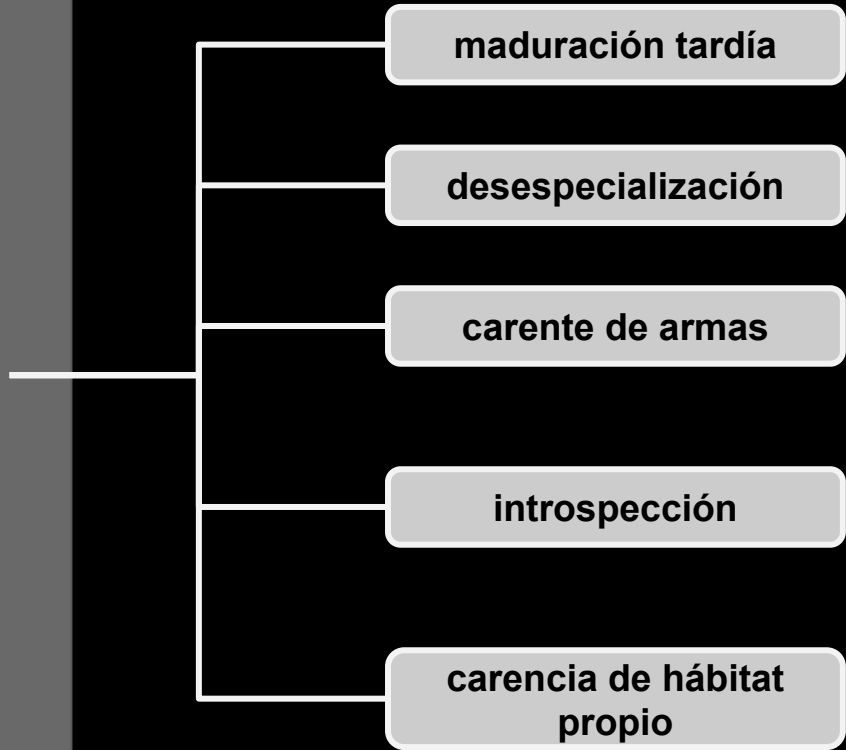 maduración tardía
desespecialización
carente de armas
introspección
carencia de hábitat
propio